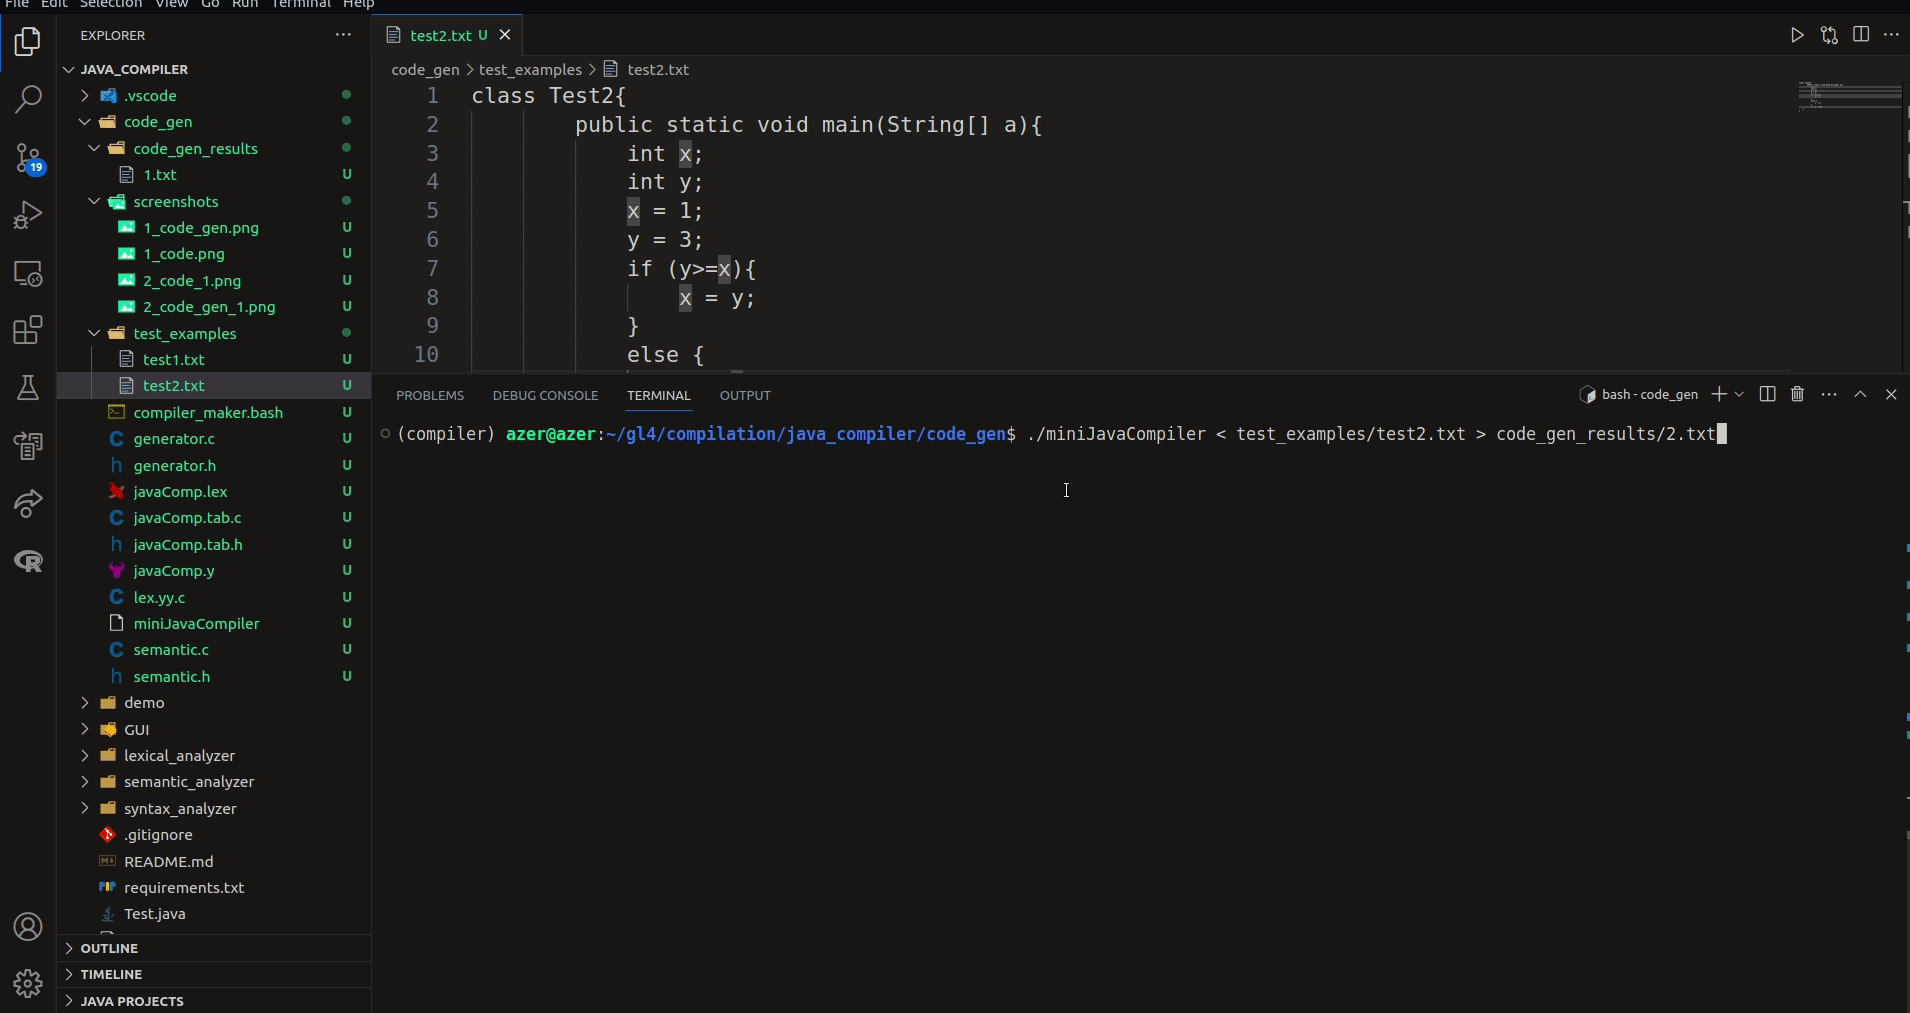 File Edit Selection View Go Run Terminal Help
EXPLORER
JAVA_COMPILER
.vscode
code_gen
code_gen_results
1.txt U
screenshots
1_code_gen.png U
1_code.png U
2_code_1.png U
2_code_gen_1.png U
test_examples
test1.txt U
test2.txt U
compiler_maker.bash U
generator.c U
generator.h U
javaComp.lex U
javaComp.tab.c U
javaComp.tab.h U
javaComp.y U
lex.yy.c U
miniJavaCompiler U
semantic.c U
semantic.h U
demo
GUI
lexical_analyzer
semantic_analyzer
syntax_analyzer
.gitignore
README.md
requirements.txt
Test.java
OUTLINE
TIMELINE
JAVA PROJECTS
19
test2.txt U
code_gen > test_examples > test2.txt
1 class Test2{
2 public static void main(String[] a){
3 int x;
4 int y;
5 x = 1;
6 y = 3;
7 if (y>=x){
8 x = y;
9 }
10 else {
PROBLEMS DEBUG CONSOLE TERMINAL OUTPUT
bash - code_gen
(compiler) azer@azer:~/gl4/compilation/java_compiler/code_gen$ ./miniJavaCompiler < test_examples/test2.txt > code_gen_results/2.txt